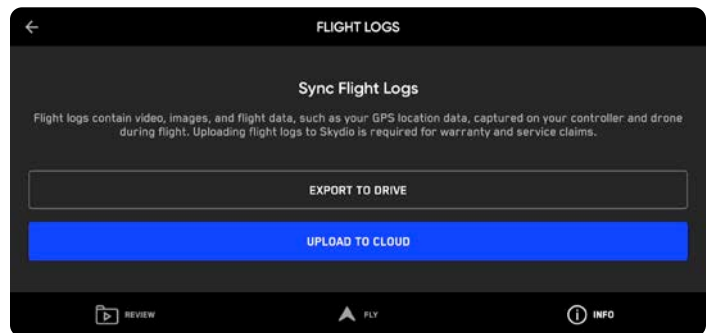 FLIGHT LOGS
Sync Flight Logs
Flight logs contain video, images, and flight data, such as your GPS location data, captured on your controller and drone
during flight. Uploading flight logs to Skydio is required for warranty and service claims.
EXPORT TO DRIVE
UPLOAD TO CLOUD
REVIEW FLY INFO